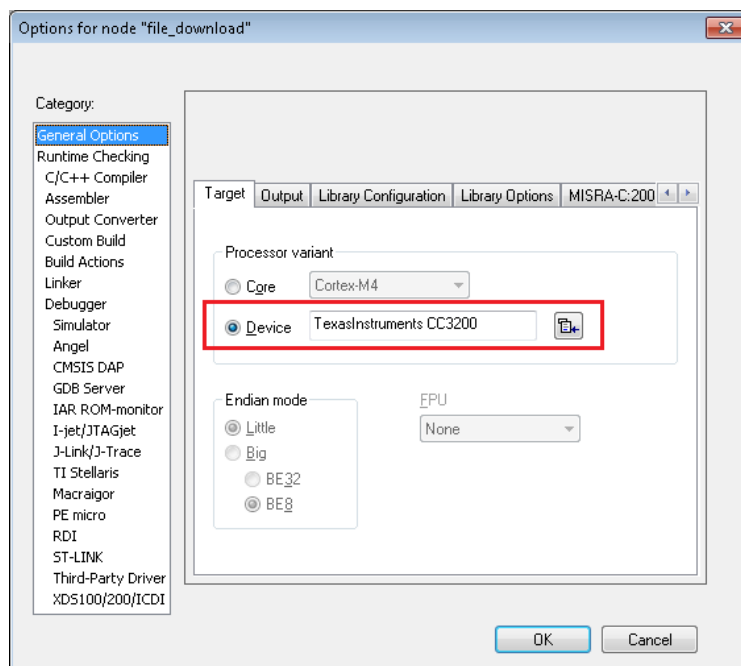 Options for node "file_download"
Category:
General Options
Runtime Checking
C/C++ Compiler
Assembler
Output Converter
Custom Build
Build Actions
Linker
Debugger
Simulator
Angel
CMSIS DAP
GDB Server
IAR ROM-monitor
I-jet/JTAGjet
J-Link/J-Trace
TI Stellaris
Macraigor
PE micro
RDI
ST-LINK
Third-Party Driver
XDS100/200/ICDI
Target Output Library Configuration Library Options MISRA-C:200
Processor variant
Core Cortex-M4
Device TexasInstruments CC3200
Endian mode
Little
Big
BE32
BE8
FPU
None
OK Cancel